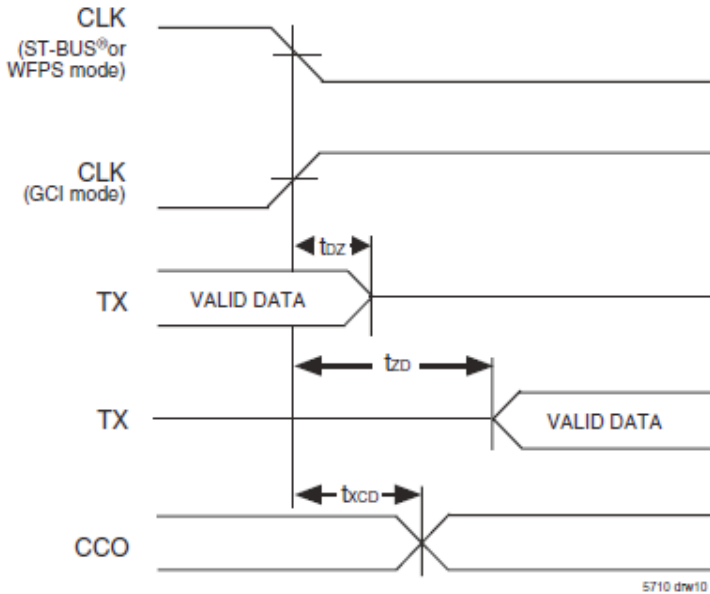 CLK
(ST-BUS®or
WFPS mode)
CLK
(GCI mode)
tDZ
TX
VALID DATA
tZD
TX
VALID DATA
tXCD
CCO
5710 drw10